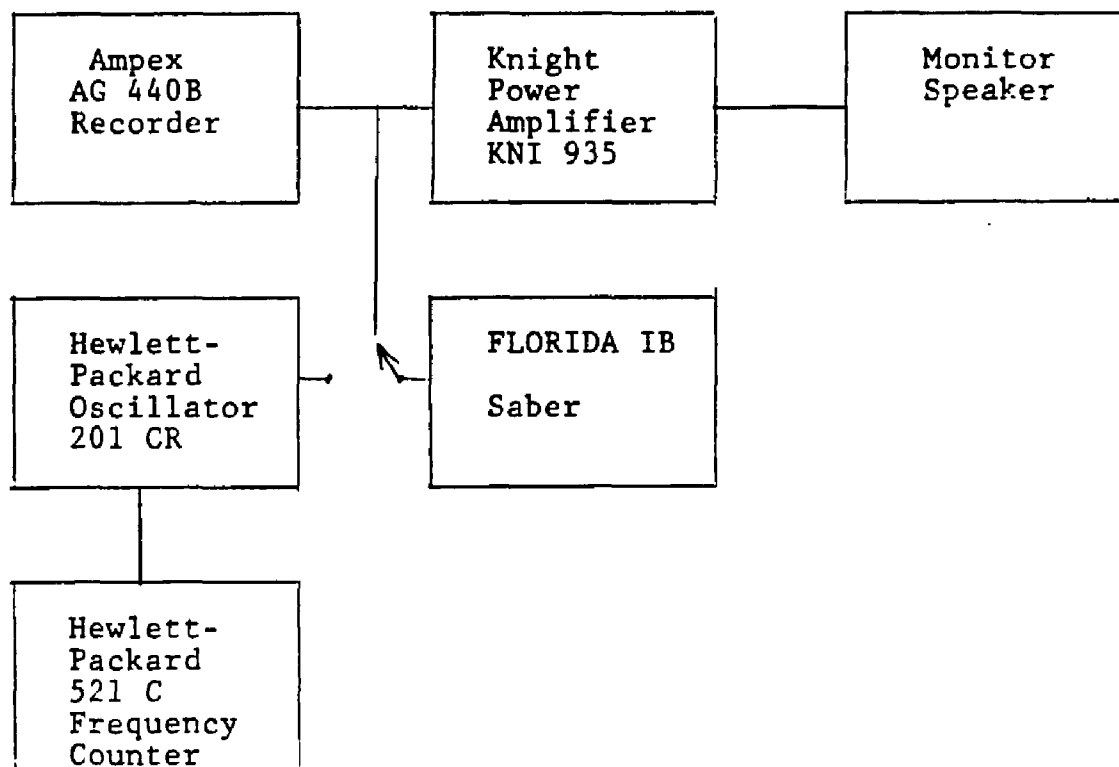 Ampex
AG 440B
Recorder
Knight
Power
Amplifier
KNI 935
Monitor
Speaker
Hewlett-
Packard
Oscillator
201 CR
FLORIDA IB
Saber
Hewlett-
Packard
521 C
Frequency
Counter